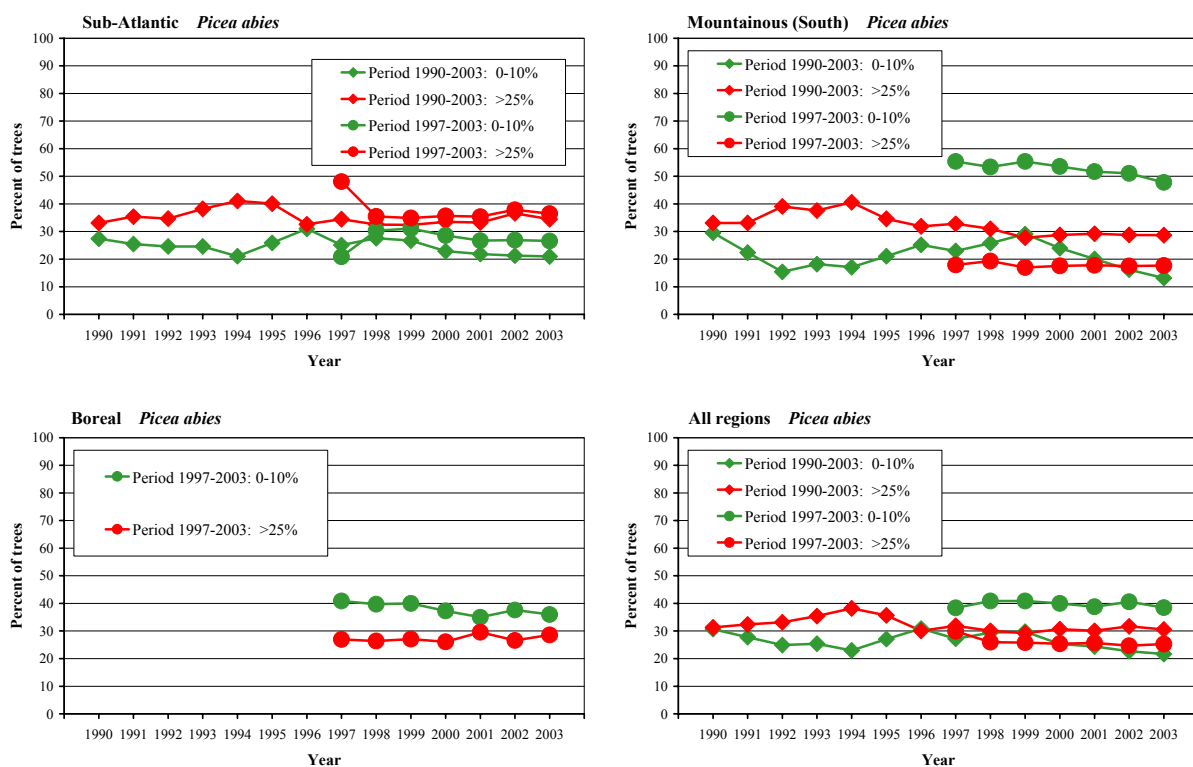 Sub-Atlantic Picea abies
100
90
80
70
60
50
40
30
20
10
0
Percent of trees
Period 1990-2003: 0-10%
Period 1990-2003: >25%
Period 1997-2003: 0-10%
Period 1997-2003: >25%
1990 1991 1992 1993 1994 1995 1996 1997 1998 1999 2000 2001 2002 2003
Year
Mountainous (South) Picea abies
100
90
80
70
60
50
40
30
20
10
0
Percent of trees
Period 1990-2003: 0-10%
Period 1990-2003: >25%
Period 1997-2003: 0-10%
Period 1997-2003: >25%
1990 1991 1992 1993 1994 1995 1996 1997 1998 1999 2000 2001 2002 2003
Year
Boreal Picea abies
100
90
80
70
60
50
40
30
20
10
0
Percent of trees
Period 1997-2003: 0-10%
Period 1997-2003: >25%
1990 1991 1992 1993 1994 1995 1996 1997 1998 1999 2000 2001 2002 2003
Year
All regions Picea abies
100
90
80
70
60
50
40
30
20
10
0
Percent of trees
Period 1990-2003: 0-10%
Period 1990-2003: >25%
Period 1997-2003: 0-10%
Period 1997-2003: >25%
1990 1991 1992 1993 1994 1995 1996 1997 1998 1999 2000 2001 2002 2003
Year